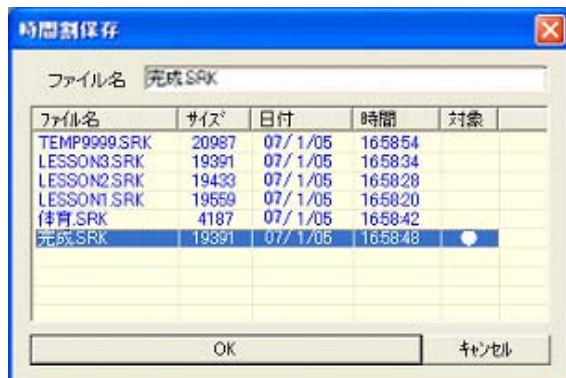 時間割保存
ファイル名 完成.SRK
ファイル名 サイズ 日付 時間 対象
TEMP9999.SRK 20987 07/ 1/05 16:58:54
LESSON3.SRK 19391 07/ 1/05 16:58:34
LESSON2.SRK 19433 07/ 1/05 16:58:28
LESSON1.SRK 19559 07/ 1/05 16:58:20
体育.SRK 4187 07/ 1/05 16:58:42
完成.SRK 19391 07/ 1/05 16:58:48 ●
OK キャンセル